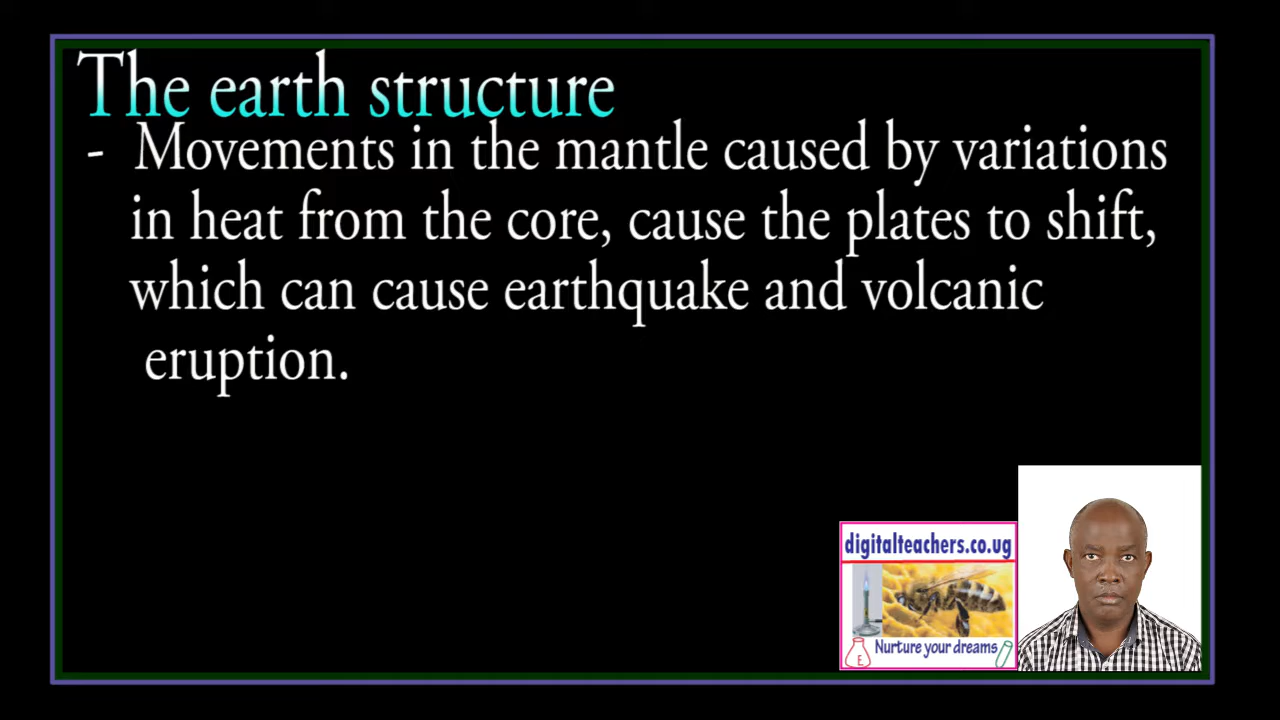 The earth structure
- Movements in the mantle caused by variations
in heat from the core, cause the plates to shift,
which can cause earthquake and volcanic
eruption.
digitalteachers.co.ug
Nurture your dreams
E